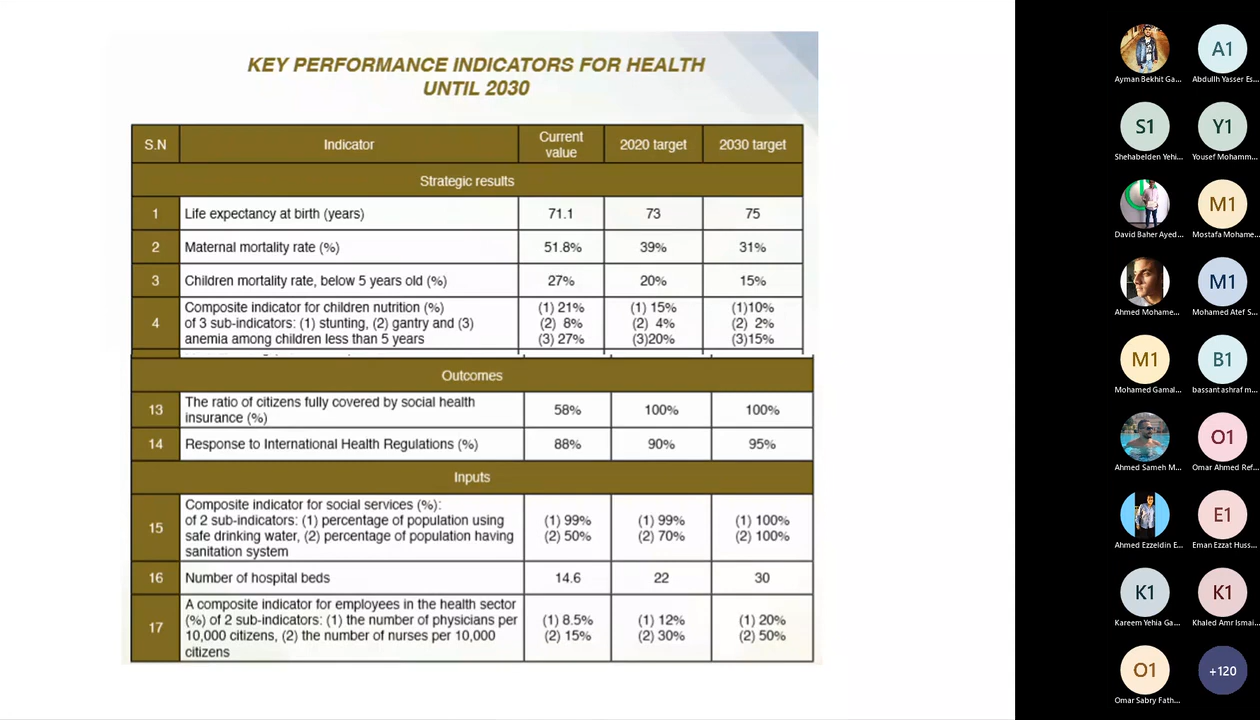 KEY PERFORMANCE INDICATORS FOR HEALTH
UNTIL 2030
S.N
Indicator
Current
value
2020 target
2030 target
Strategic results
1
Life expectancy at birth (years)
71.1
73
75
2
Maternal mortality rate (%)
51.8%
39%
31%
3
Children mortality rate, below 5 years old (%)
27%
20%
15%
4
Composite indicator for children nutrition (%)
of 3 sub-indicators: (1) stunting, (2) gantry and (3)
anemia among children less than 5 years
(1) 21%
(2) 8%
(3) 27%
(1) 15%
(2) 4%
(3)20%
(1)10%
(2) 2%
(3)15%
Outcomes
13
The ratio of citizens fully covered by social health
insurance (%)
58%
100%
100%
14
Response to International Health Regulations (%)
88%
90%
95%
Inputs
15
Composite indicator for social services (%):
of 2 sub-indicators: (1) percentage of population using
safe drinking water, (2) percentage of population having
sanitation system
(1) 99%
(2) 50%
(1) 99%
(2) 70%
(1) 100%
(2) 100%
16
Number of hospital beds
14.6
22
30
17
A composite indicator for employees in the health sector
(%) of 2 sub-indicators: (1) the number of physicians per
10,000 citizens, (2) the number of nurses per 10,000
citizens
(1) 8.5%
(2) 15%
(1) 12%
(2) 30%
(1) 20%
(2) 50%
Ayman Bekhit Ga...
A1
Abdullh Yasser Es...
S1
Shehabelden Yehi...
Y1
Yousef Mohamm...
David Baher Ayed...
M1
Mostafa Mohame...
Ahmed Mohame...
M1
Mohamed Atef S...
M1
Mohamed Gamal...
B1
bassant ashraf m...
Ahmed Sameh M...
O1
Omar Ahmed Ref...
Ahmed Ezzeldin E...
E1
Eman Ezzat Huss...
K1
Kareem Yehia Ga...
K1
Khaled Amr Ismai...
O1
Omar Sabry Fath...
+120